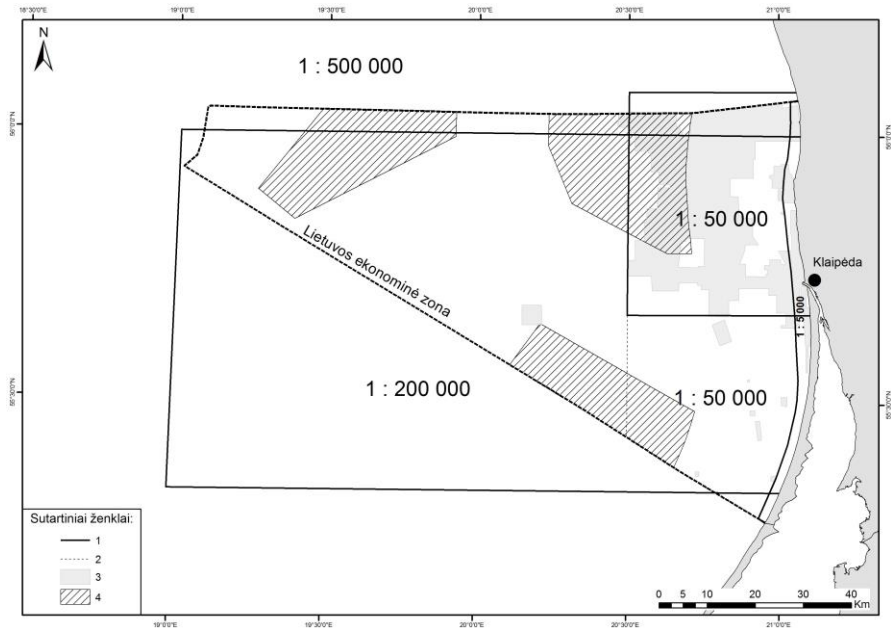 18°30'0"E 19°0'0"E 19°30'0"E 20°0'0"E 20°30'0"E 21°0'0"E
N
1 : 500 000
56°0'0"N
56°0'0"N
1 : 50 000
Lietuvos ekonominė zona
Klaipėda
1 : 5 000
1 : 200 000
1 : 50 000
55°30'0"N
55°30'0"N
Sutartiniai ženklai:
1
2
3
4
0 5 10 20 30 40
Km
19°0'0"E 19°30'0"E 20°0'0"E 20°30'0"E 21°0'0"E